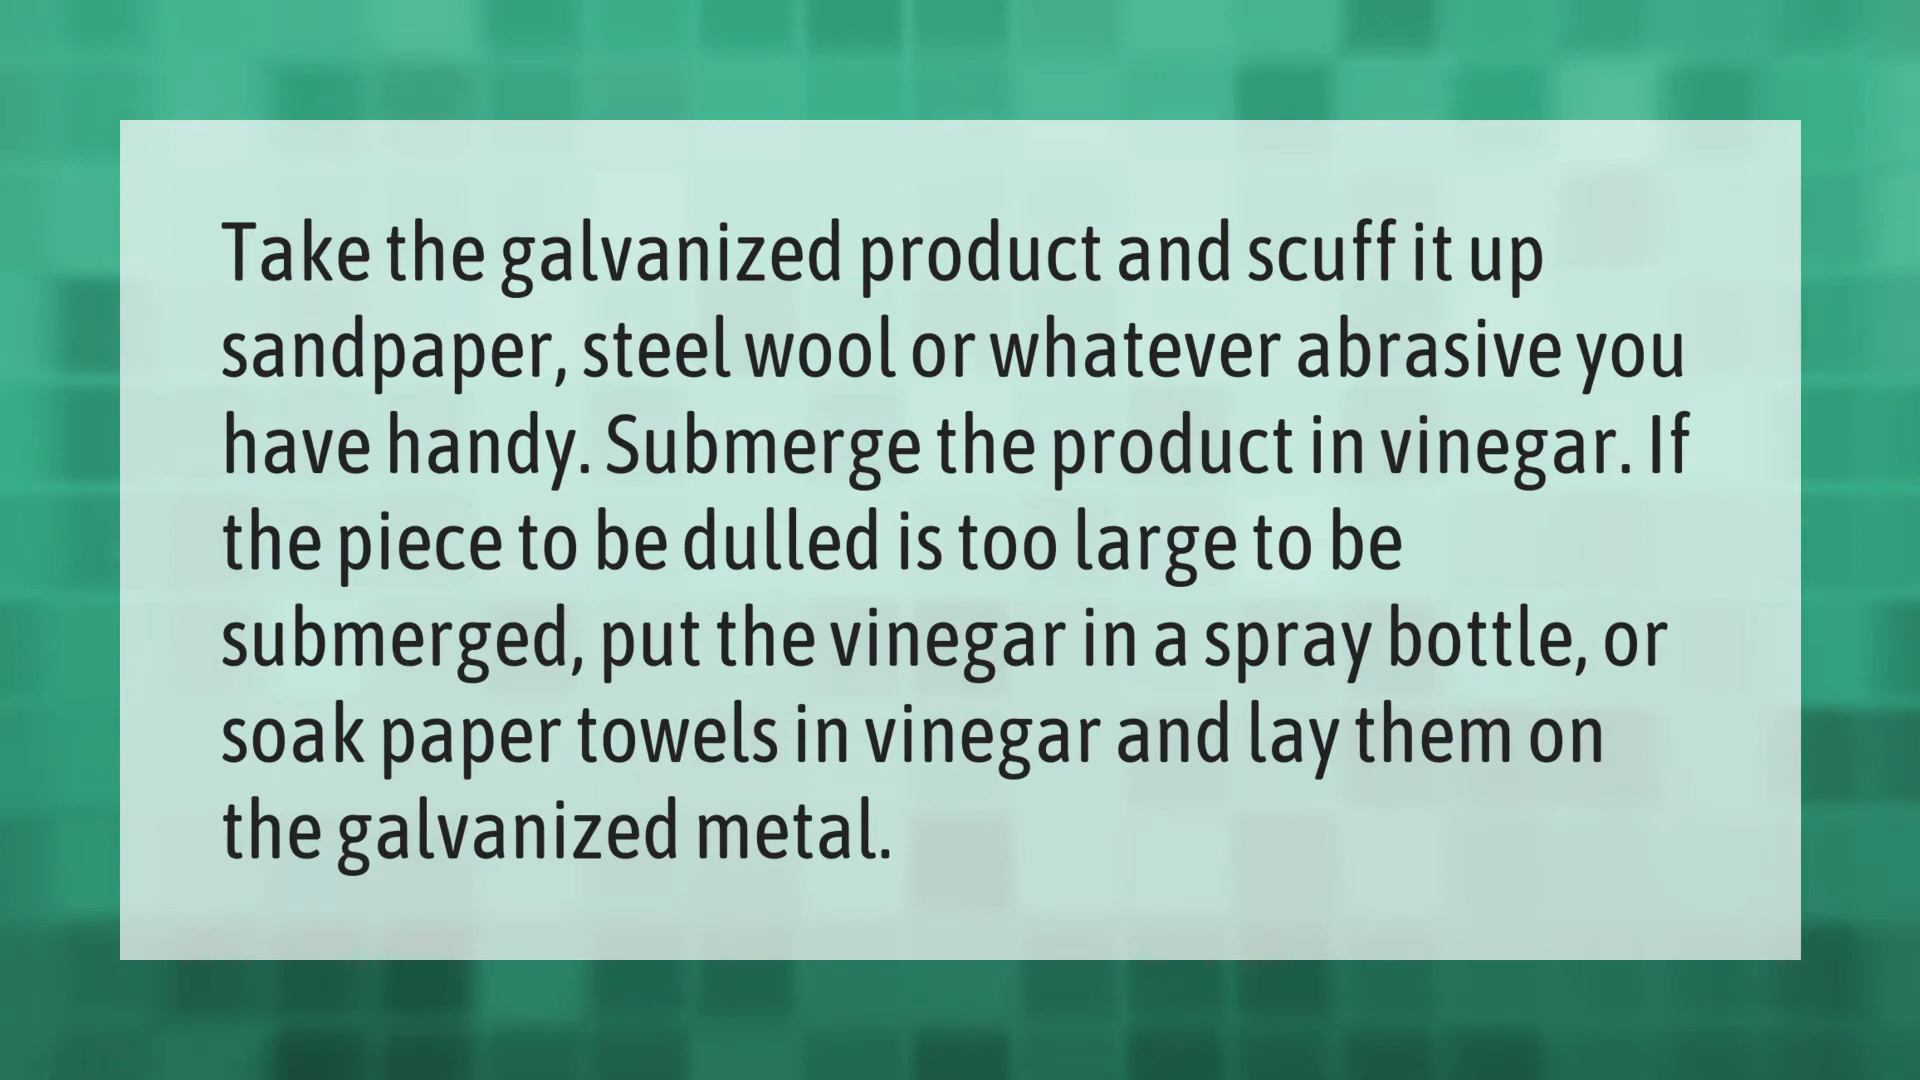 Take the galvanized product and scuff it up
sandpaper, steel wool or whatever abrasive you
have handy. Submerge the product in vinegar. If
the piece to be dulled is too large to be
submerged, put the vinegar in a spray bottle, or
soak paper towels in vinegar and lay them on
the galvanized metal.